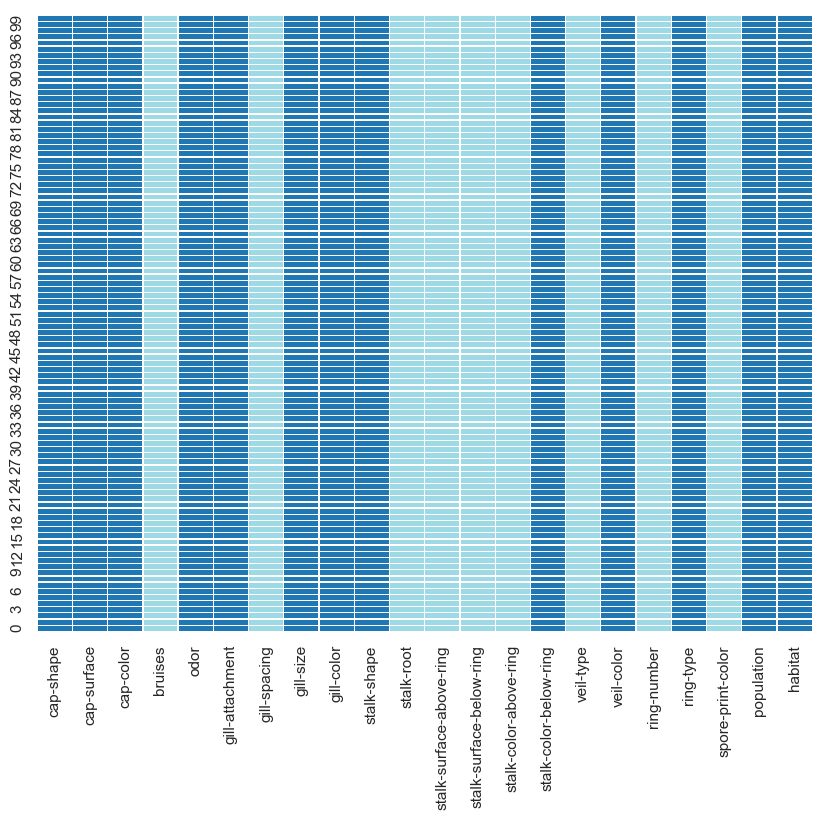 99
96
93
90
87
84
81
78
75
72
69
66
63
60
57
54
51
48
45
42
39
36
33
30
27
24
21
18
15
12
9
6
3
0
cap-shape
cap-surface
cap-color
bruises
odor
gill-attachment
gill-spacing
gill-size
gill-color
stalk-shape
stalk-root
stalk-surface-above-ring
stalk-surface-below-ring
stalk-color-above-ring
stalk-color-below-ring
veil-type
veil-color
ring-number
ring-type
spore-print-color
population
habitat